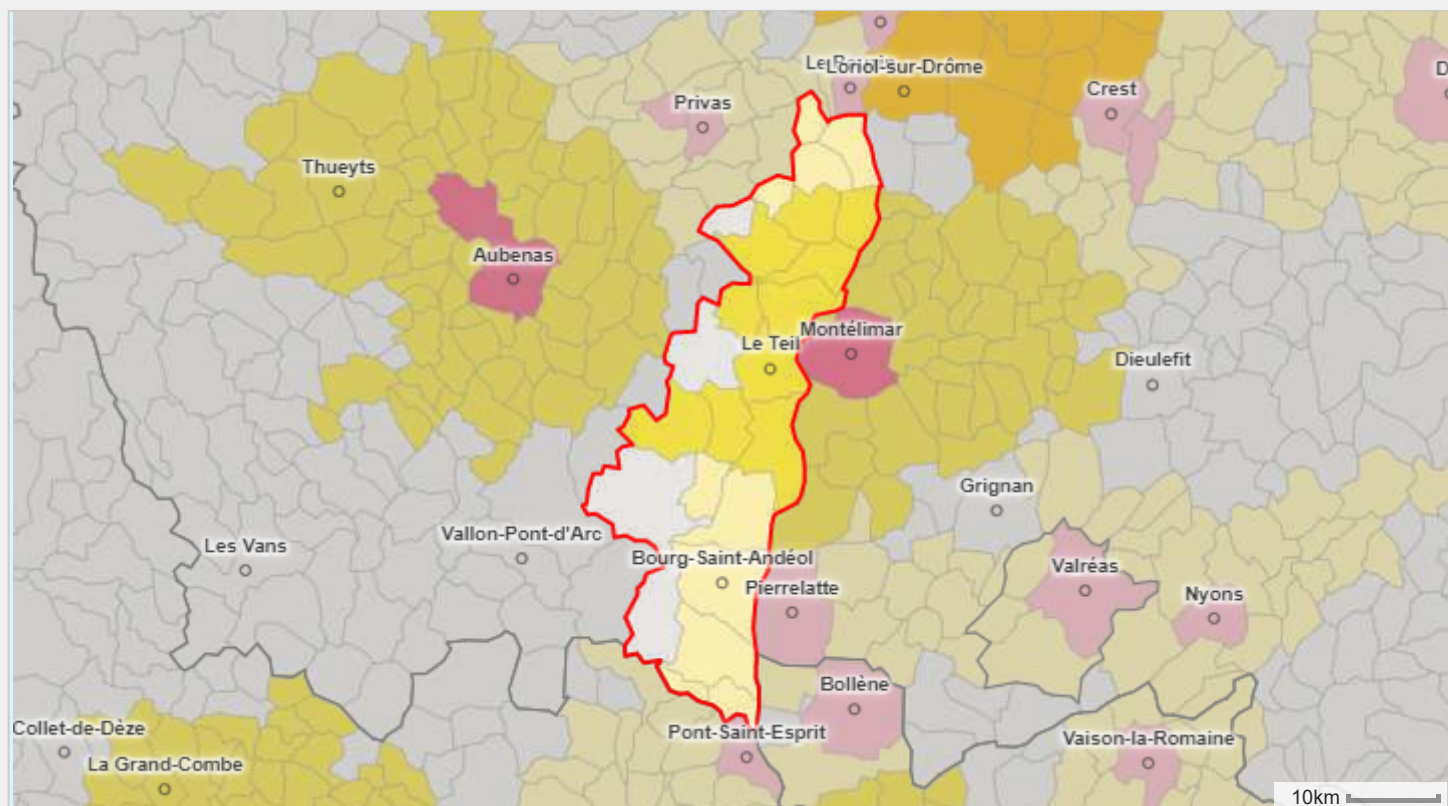 Loriol-sur-Drôme
Crest
Privas
Thueyts
Aubenas
Montélimar
Le Teil
Dieulefit
Grignan
Vallon-Pont-d'Arc
Les Vans
Bourg-Saint-Andéol
Valréas
Pierrelatte
Nyons
Bollène
Collet-de-Dèze
Pont-Saint-Esprit
Vaison-la-Romaine
La Grand-Combe
10km